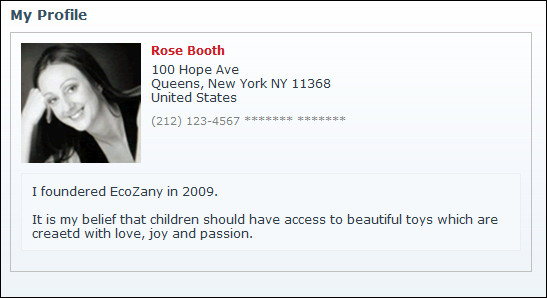 My Profile
Rose Booth
100 Hope Ave
Queens, New York NY 11368
United States
(212) 123-4567 ******* *******
I foundered EcoZany in 2009.
It is my belief that children should have access to beautiful toys which are
creaetd with love, joy and passion.